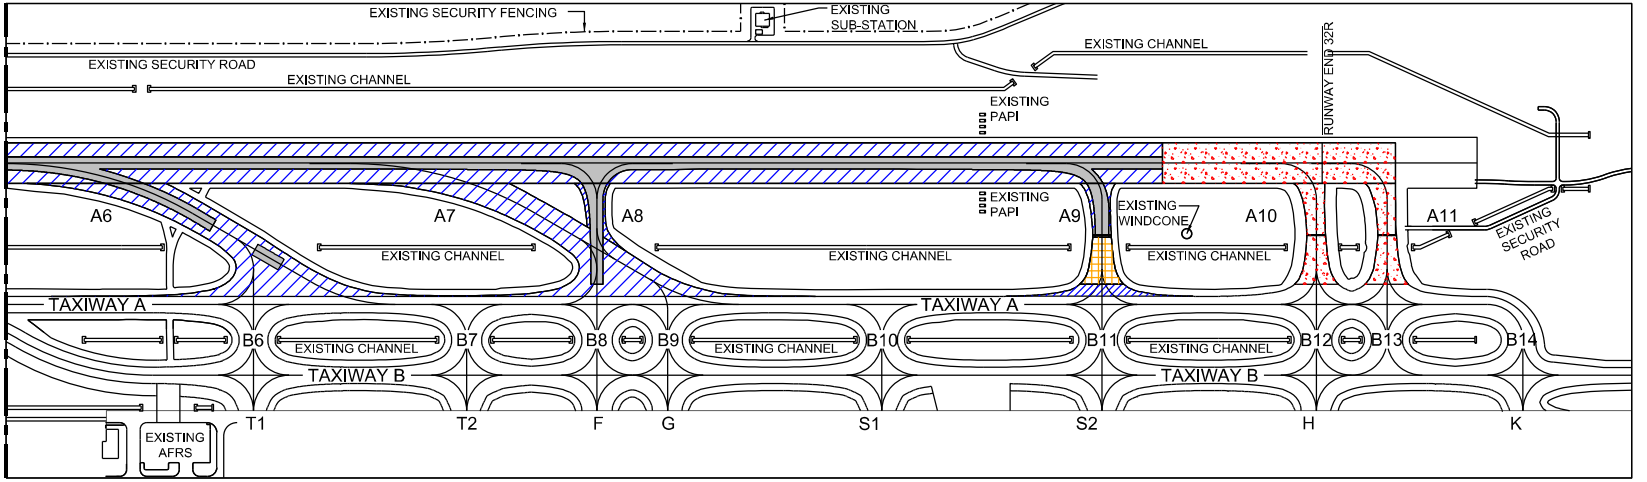 EXISTING SECURITY FENCING
EXISTING
SUB-STATION
EXISTING SECURITY ROAD
EXISTING CHANNEL
EXISTING CHANNEL
RUNWAY END 32R
EXISTING
PAPI
EXISTING
PAPI
A6
A7
A8
A9
EXISTING
WINDCONE
A10
A11
EXISTING
SECURITY
ROAD
EXISTING CHANNEL
EXISTING CHANNEL
EXISTING CHANNEL
TAXIWAY A
TAXIWAY A
B6
B7
B8
B9
B10
B11
B12
B13
B14
EXISTING CHANNEL
EXISTING CHANNEL
EXISTING CHANNEL
TAXIWAY B
TAXIWAY B
T1
T2
F
G
S1
S2
H
K
EXISTING
AFRS